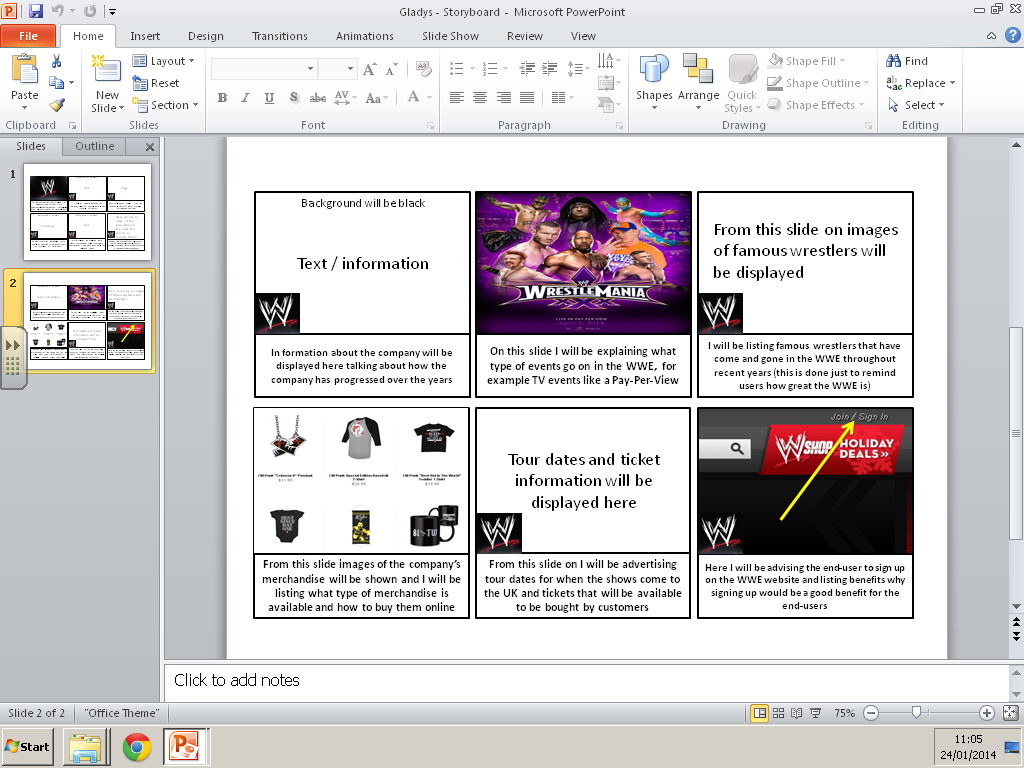 Gladys - Storyboard - Microsoft PowerPoint
File Home Insert Design Transitions Animations Slide Show Review View
Paste
Clipboard
New
Slide
Layout
Reset
Section
Slides
B I U S abc AV Aa A
Font
Paragraph
Shapes
Arrange
Quick
Styles
Shape Fill
Shape Outline
Shape Effects
Drawing
Find
Replace
Select
Editing
Slides Outline
1
2
Background will be black
Text / information
In formation about the company will be
displayed here talking about how the
company has progressed over the years
WRESTLEMANIA
XXX
On this slide I will be explaining what
type of events go on in the WWE, for
example TV events like a Pay-Per-View
From this slide on images
of famous wrestlers will
be displayed
I will be listing famous wrestlers that have
come and gone in the WWE throughout
recent years (this is done just to remind
users how great the WWE is)
From this slide images of the company's
merchandise will be shown and I will be
listing what type of merchandise is
available and how to buy them online
Tour dates and ticket
information will be
displayed here
From this slide on I will be advertising
tour dates for when the shows come to
the UK and tickets that will be available
to be bought by customers
Join / Sign In
W SHOP HOLIDAY
DEALS >>
Here I will be advising the end-user to sign up
on the WWE website and listing benefits why
signing up would be a good benefit for the
end-users
Click to add notes
Slide 2 of 2 "Office Theme" 75%
Start
11:05
24/01/2014